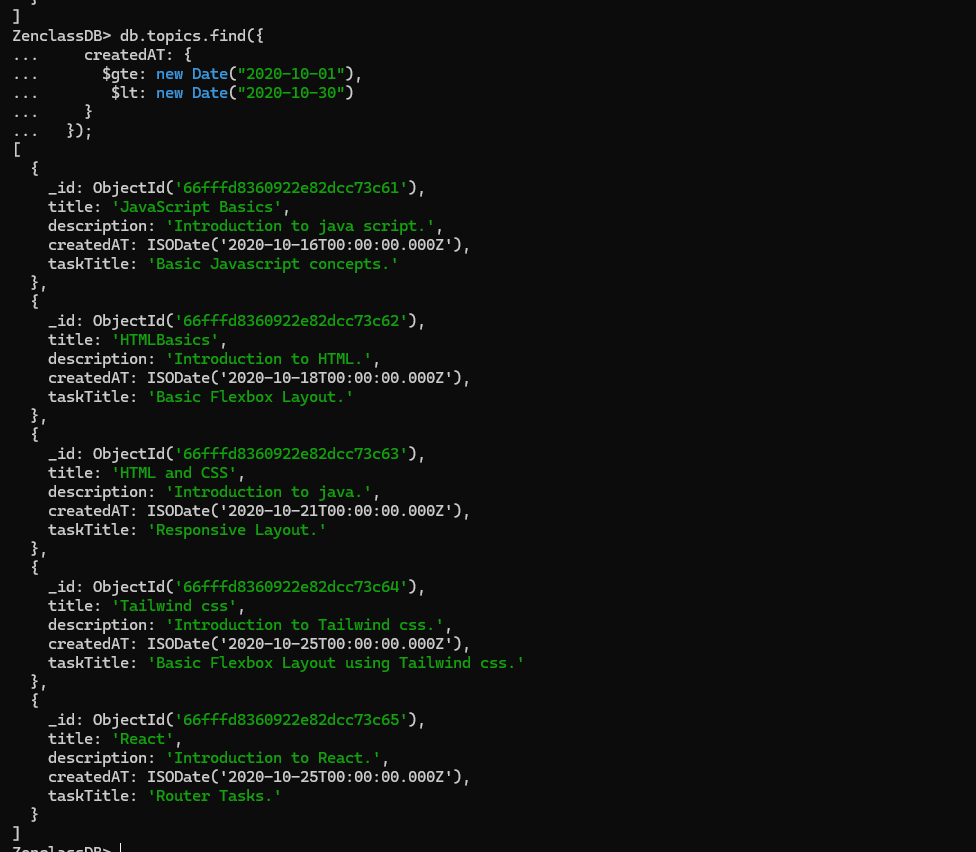 ]
ZenclassDB> db.topics.find({
...     createdAT: {
...       $gte: new Date("2020-10-01"),
...        $lt: new Date("2020-10-30")
...     }
...   });
[
  {
    _id: ObjectId('66fffd8360922e82dcc73c61'),
    title: 'JavaScript Basics',
    description: 'Introduction to java script.',
    createdAT: ISODate('2020-10-16T00:00:00.000Z'),
    taskTitle: 'Basic Javascript concepts.'
  },
  {
    _id: ObjectId('66fffd8360922e82dcc73c62'),
    title: 'HTMLBasics',
    description: 'Introduction to HTML.',
    createdAT: ISODate('2020-10-18T00:00:00.000Z'),
    taskTitle: 'Basic Flexbox Layout.'
  },
  {
    _id: ObjectId('66fffd8360922e82dcc73c63'),
    title: 'HTML and CSS',
    description: 'Introduction to java.',
    createdAT: ISODate('2020-10-21T00:00:00.000Z'),
    taskTitle: 'Responsive Layout.'
  },
  {
    _id: ObjectId('66fffd8360922e82dcc73c64'),
    title: 'Tailwind css',
    description: 'Introduction to Tailwind css.',
    createdAT: ISODate('2020-10-25T00:00:00.000Z'),
    taskTitle: 'Basic Flexbox Layout using Tailwind css.'
  },
  {
    _id: ObjectId('66fffd8360922e82dcc73c65'),
    title: 'React',
    description: 'Introduction to React.',
    createdAT: ISODate('2020-10-25T00:00:00.000Z'),
    taskTitle: 'Router Tasks.'
  }
]
ZenclassDB>